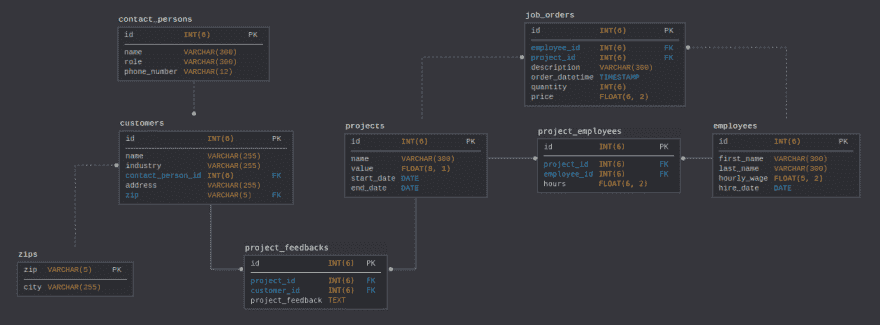 contact_persons
id INT(6) PK
name VARCHAR(300)
role VARCHAR(300)
phone_number VARCHAR(12)
job_orders
id INT(6) PK
employee_id INT(6) FK
project_id INT(6) FK
description VARCHAR(300)
order_datetime TIMESTAMP
quantity INT(6)
price FLOAT(6, 2)
customers
id INT(6) PK
name VARCHAR(255)
industry VARCHAR(255)
contact_person_id INT(6) FK
address VARCHAR(255)
zip VARCHAR(5) FK
projects
id INT(6) PK
name VARCHAR(300)
value FLOAT(8, 1)
start_date DATE
end_date DATE
project_employees
id INT(6) PK
project_id INT(6) FK
employee_id INT(6) FK
hours FLOAT(6, 2)
employees
id INT(6) PK
first_name VARCHAR(300)
last_name VARCHAR(300)
hourly_wage FLOAT(5, 2)
hire_date DATE
zips
zip VARCHAR(5) PK
city VARCHAR(255)
project_feedbacks
id INT(6) PK
project_id INT(6) FK
customer_id INT(6) FK
project_feedback TEXT